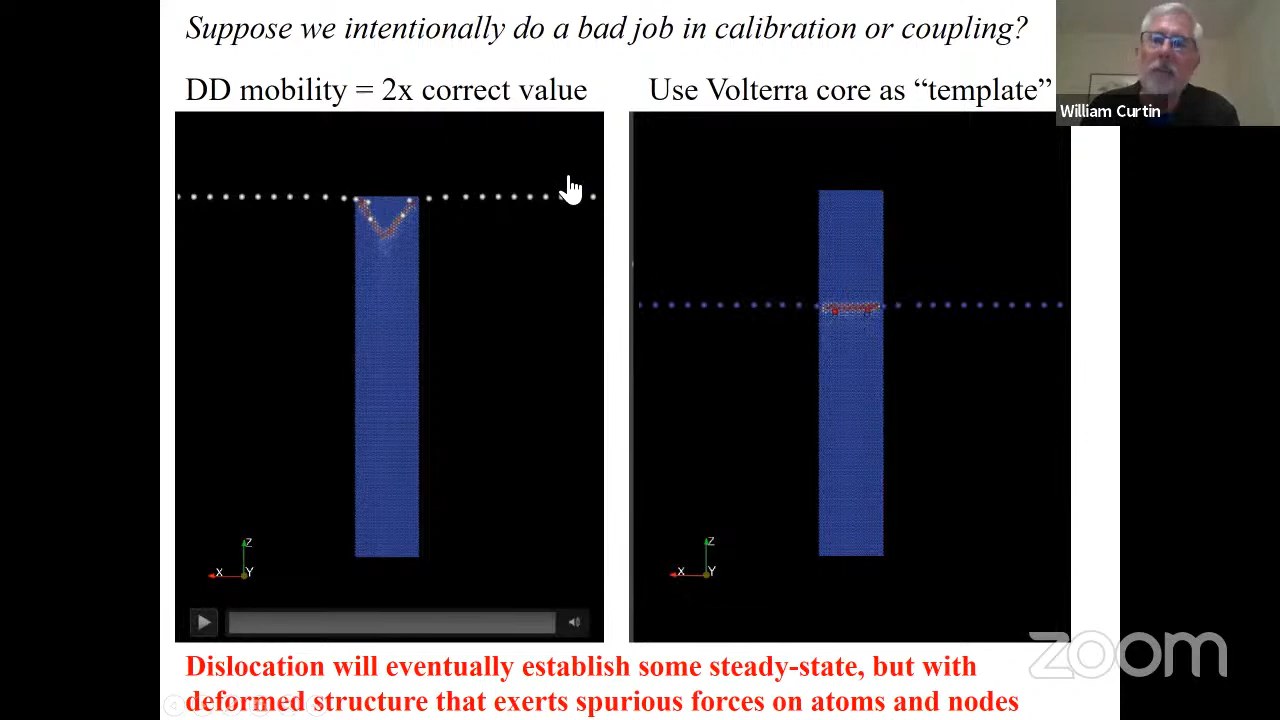 Suppose we intentionally do a bad job in calibration or coupling?
DD mobility = 2x correct value
Use Volterra core as “template”
William Curtin
Z
X
Y
Z
X
Y
zoom
Dislocation will eventually establish some steady-state, but with
deformed structure that exerts spurious forces on atoms and nodes